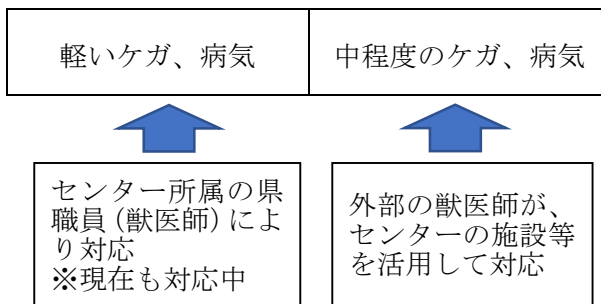 軽いケガ、病気
中程度のケガ、病気
センター所属の県
職員（獣医師）によ
り対応
※現在も対応中
外部の獣医師が、
センターの施設等
を活用して対応